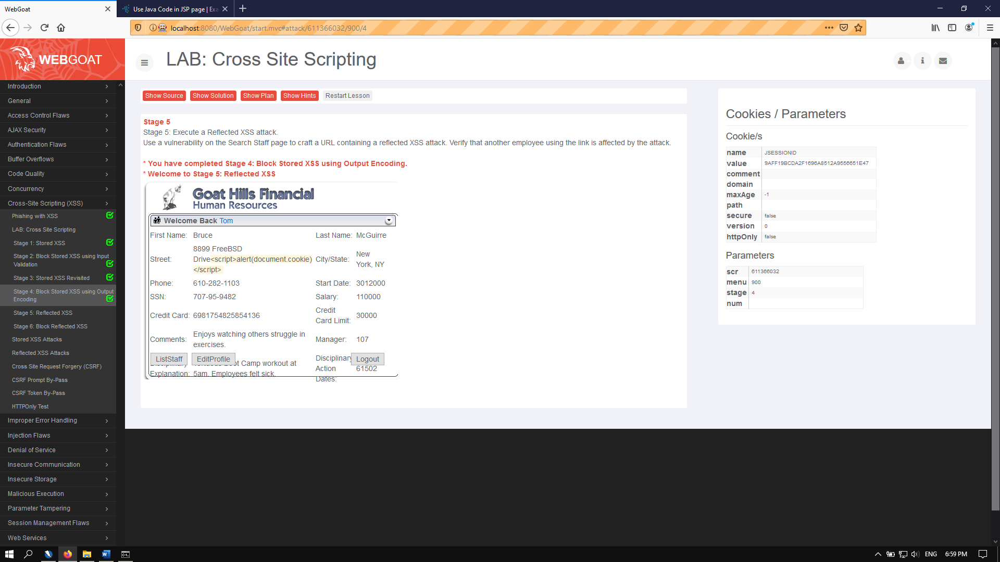 WebGoat
Use Java Code in JSP page | Exa
localhost:8080/WebGoat/start.mvc#attack/611366032/900/4
WEBGOAT
LAB: Cross Site Scripting
Introduction
General
Access Control Flaws
AJAX Security
Authentication Flaws
Buffer Overflows
Code Quality
Concurrency
Cross-Site Scripting (XSS)
Phishing with XSS
LAB: Cross Site Scripting
Stage 1: Stored XSS
Stage 2: Block Stored XSS using Input
Validation
Stage 3: Stored XSS Revisited
Stage 4: Block Stored XSS using Output
Encoding
Stage 5: Reflected XSS
Stage 6: Block Reflected XSS
Stored XSS Attacks
Reflected XSS Attacks
Cross Site Request Forgery (CSRF)
CSRF Prompt By-Pass
CSRF Token By-Pass
HTTPOnly Test
Improper Error Handling
Injection Flaws
Denial of Service
Insecure Communication
Insecure Storage
Malicious Execution
Parameter Tampering
Session Management Flaws
Web Services
Show Source Show Solution Show Plan Show Hints Restart Lesson
Stage 5
Stage 5: Execute a Reflected XSS attack.
Use a vulnerability on the Search Staff page to craft a URL containing a reflected XSS attack. Verify that another employee using the link is affected by the attack.
* You have completed Stage 4: Block Stored XSS using Output Encoding.
* Welcome to Stage 5: Reflected XSS
Goat Hills Financial
Human Resources
Welcome Back Tom
First Name: Bruce Last Name: McGuirre
Street: 8899 FreeBSD
Drive<script>alert(document.cookie)
</script>
City/State: New
York, NY
Phone: 610-282-1103 Start Date: 3012000
SSN: 707-95-9482 Salary: 110000
Credit Card: 6981754825854136 Credit
Card Limit: 30000
Comments: Enjoys watching others struggle in
exercises.
Manager: 107
ListStaff EditProfile Logout
Explanation: Camp workout at
5am. Employees felt sick.
Disciplinary
Action
Dates: 61502
Cookies / Parameters
Cookie/s
name JSESSIONID
value 9AFF19BCDA2F1696A8512A9556651E47
comment
domain
maxAge -1
path
secure false
version 0
httpOnly false
Parameters
scr 611366032
menu 900
stage 4
num
ENG 6:59 PM